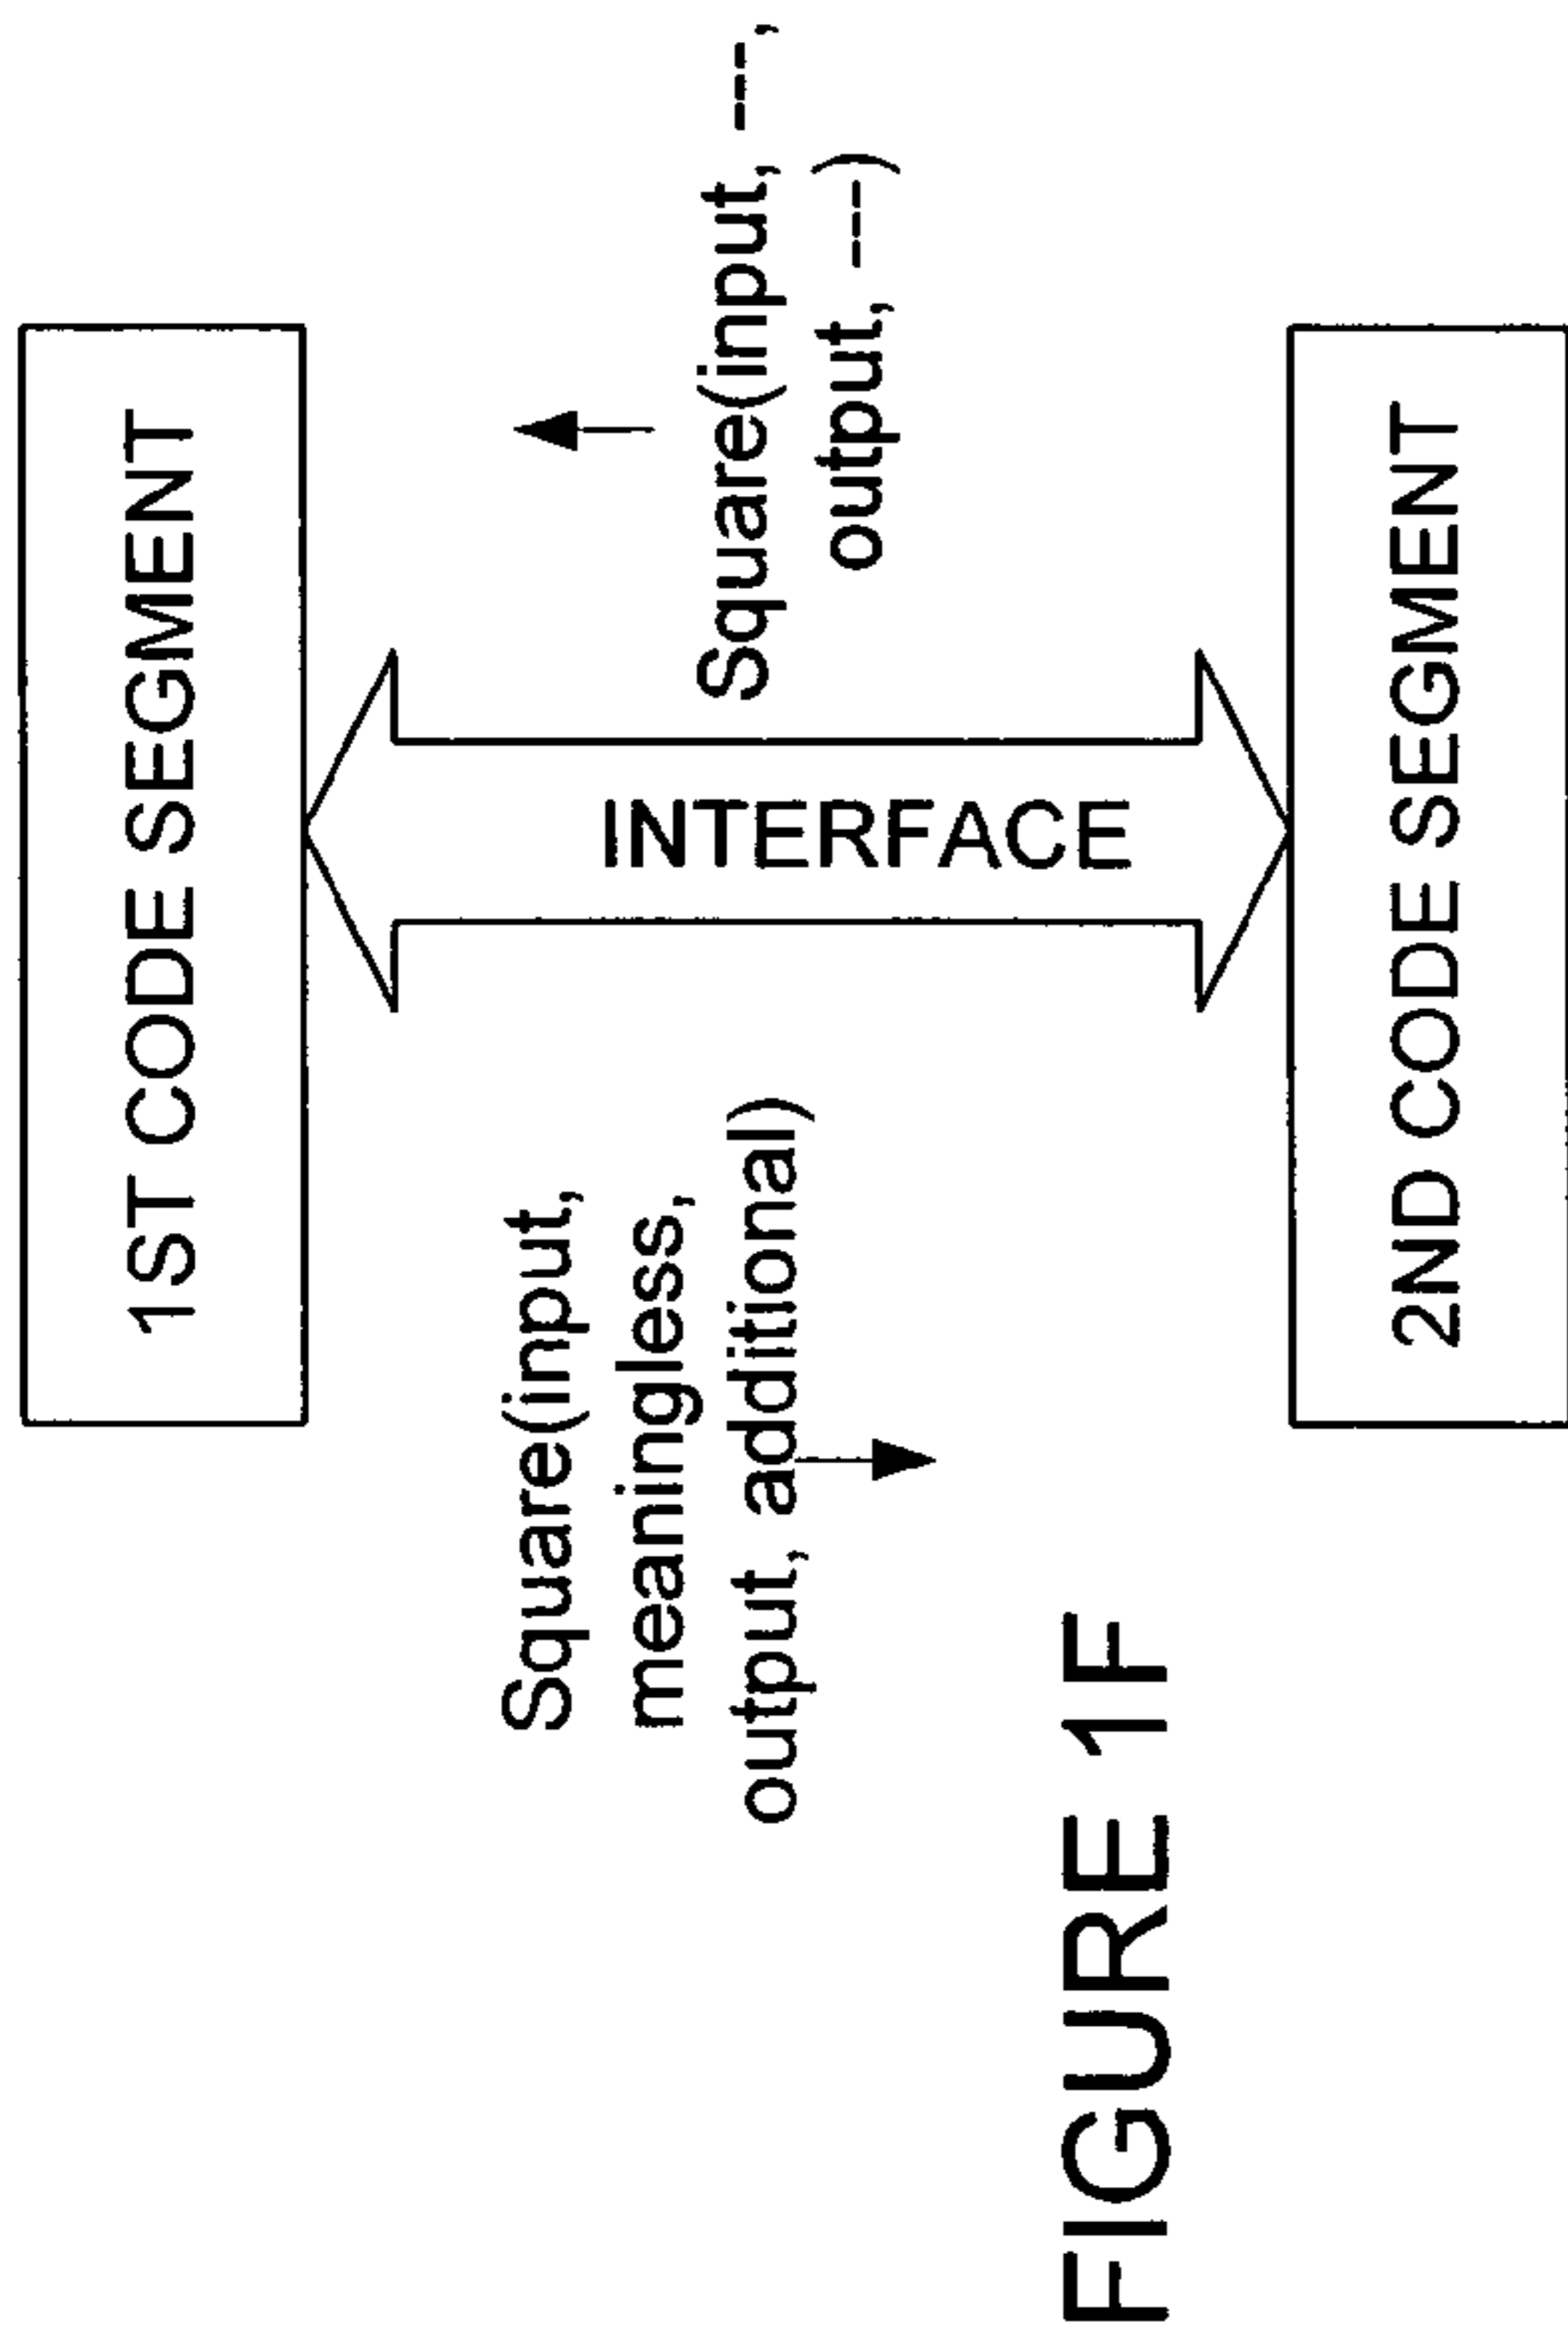 1ST CODE SEGMENT
Square(input,
meaningless,
output, additional)
INTERFACE
Square(input, ---,
output, ---)
2ND CODE SEGMENT
FIGURE 1F